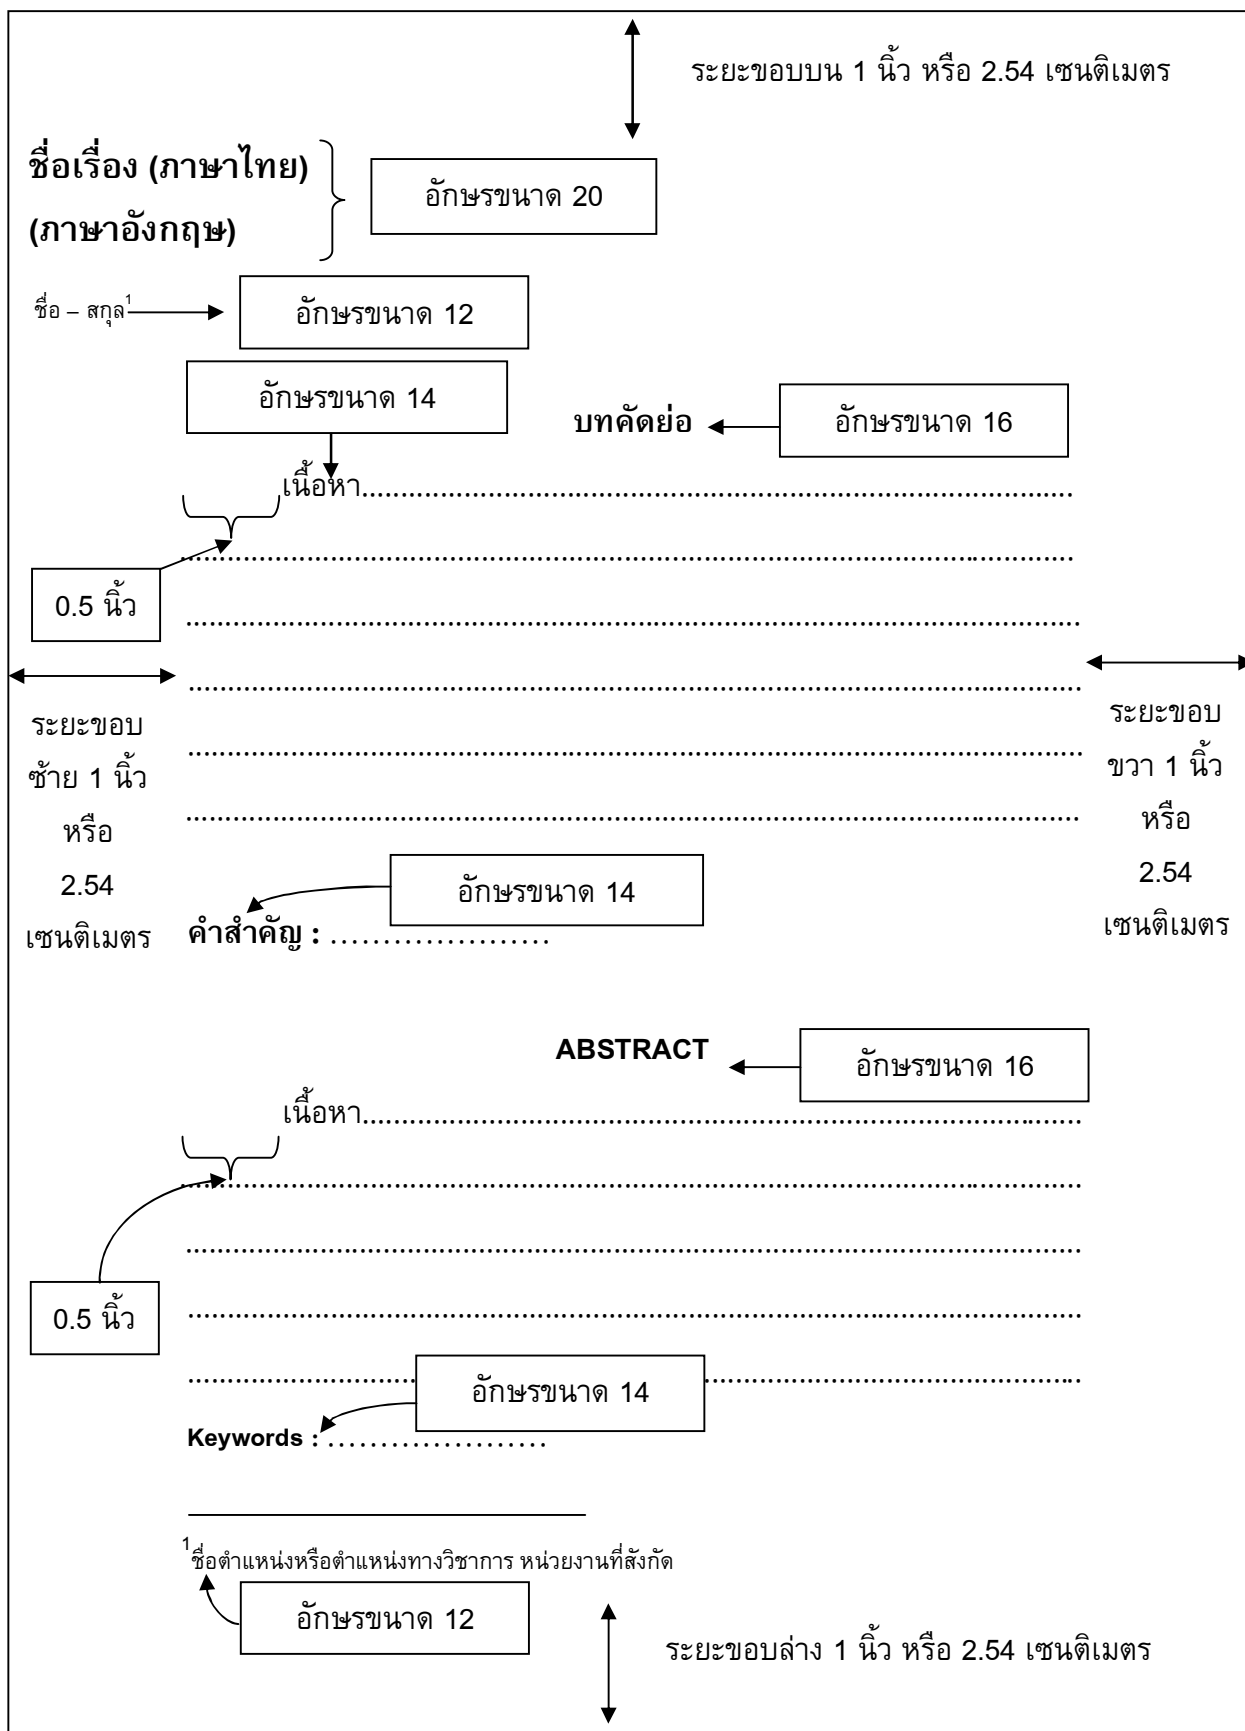 ระยะขอบบน 1 นิ้ว หรือ 2.54 เซนติเมตร
ชื่อเรื่อง (ภาษาไทย)
(ภาษาอังกฤษ)
อักษรขนาด 20
ชื่อ – สกุล1
อักษรขนาด 12
อักษรขนาด 14
บทคัดย่อ
อักษรขนาด 16
เนื้อหา..........................................................................................
....................................................................................................
0.5 นิ้ว
....................................................................................................
....................................................................................................
....................................................................................................
....................................................................................................
ระยะขอบ
ซ้าย 1 นิ้ว
หรือ
2.54
เซนติเมตร
ระยะขอบ
ขวา 1 นิ้ว
หรือ
2.54
เซนติเมตร
อักษรขนาด 14
คำสำคัญ : .....................
ABSTRACT
อักษรขนาด 16
เนื้อหา..........................................................................................
....................................................................................................
....................................................................................................
0.5 นิ้ว
....................................................................................................
....................................................................................................
อักษรขนาด 14
Keywords : .....................
1ชื่อตำแหน่งหรือตำแหน่งทางวิชาการ หน่วยงานที่สังกัด
อักษรขนาด 12
ระยะขอบล่าง 1 นิ้ว หรือ 2.54 เซนติเมตร